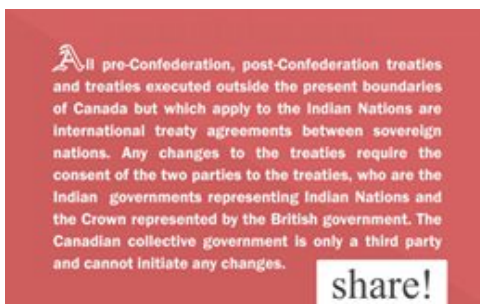 All pre-Confederation, post-Confederation treaties
and treaties executed outside the present boundaries
of Canada but which apply to the Indian Nations are
international treaty agreements between sovereign
nations. Any changes to the treaties require the
consent of the two parties to the treaties, who are the
Indian governments representing Indian Nations and
the Crown represented by the British government. The
Canadian collective government is only a third party
and cannot initiate any changes.
share!